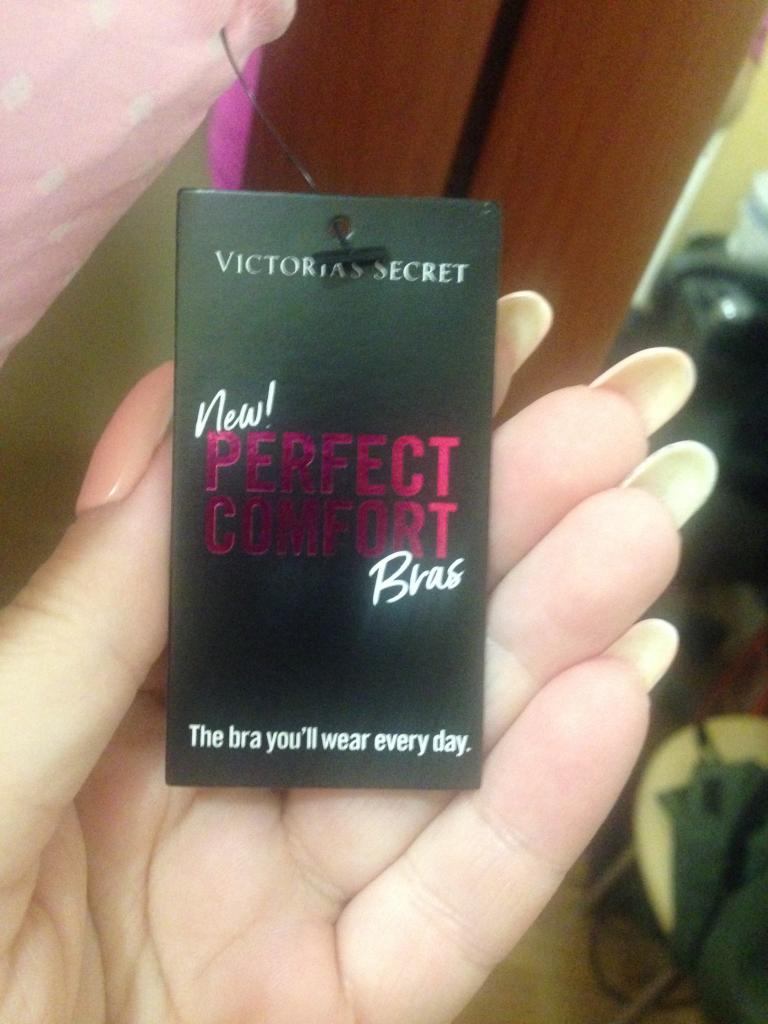 VICTORIA'S SECRET
New!
PERFECT
COMFORT
Bras
The bra you'll wear every day.